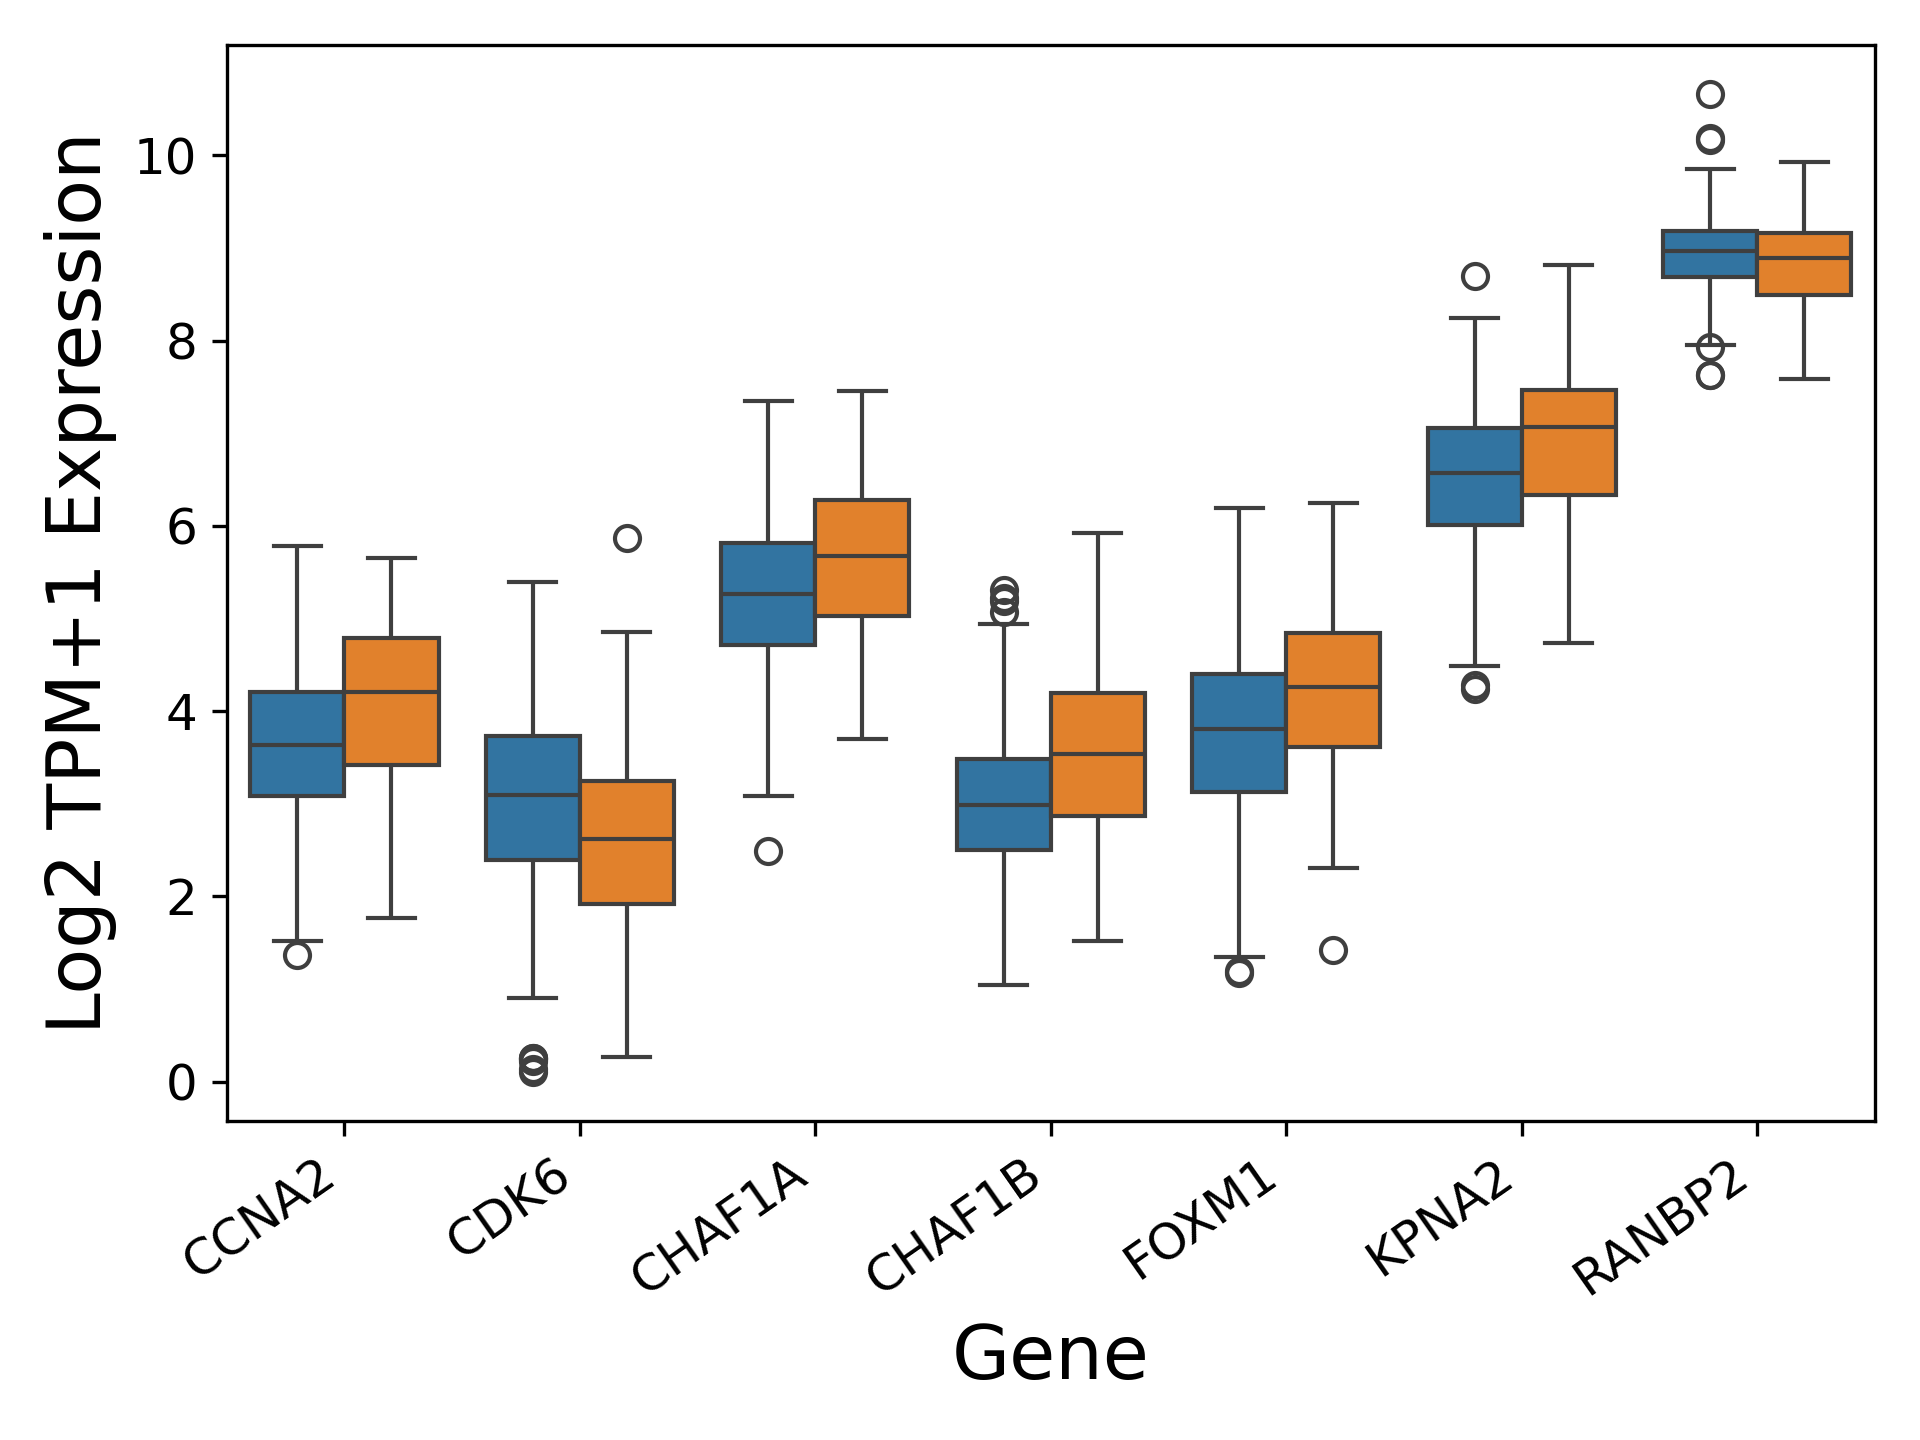 Log2 TPM+1 Expression
10
8
6
4
2
0
CCNA2
CDK6
CHAF1A
CHAF1B
FOXM1
KPNA2
RANBP2
Gene